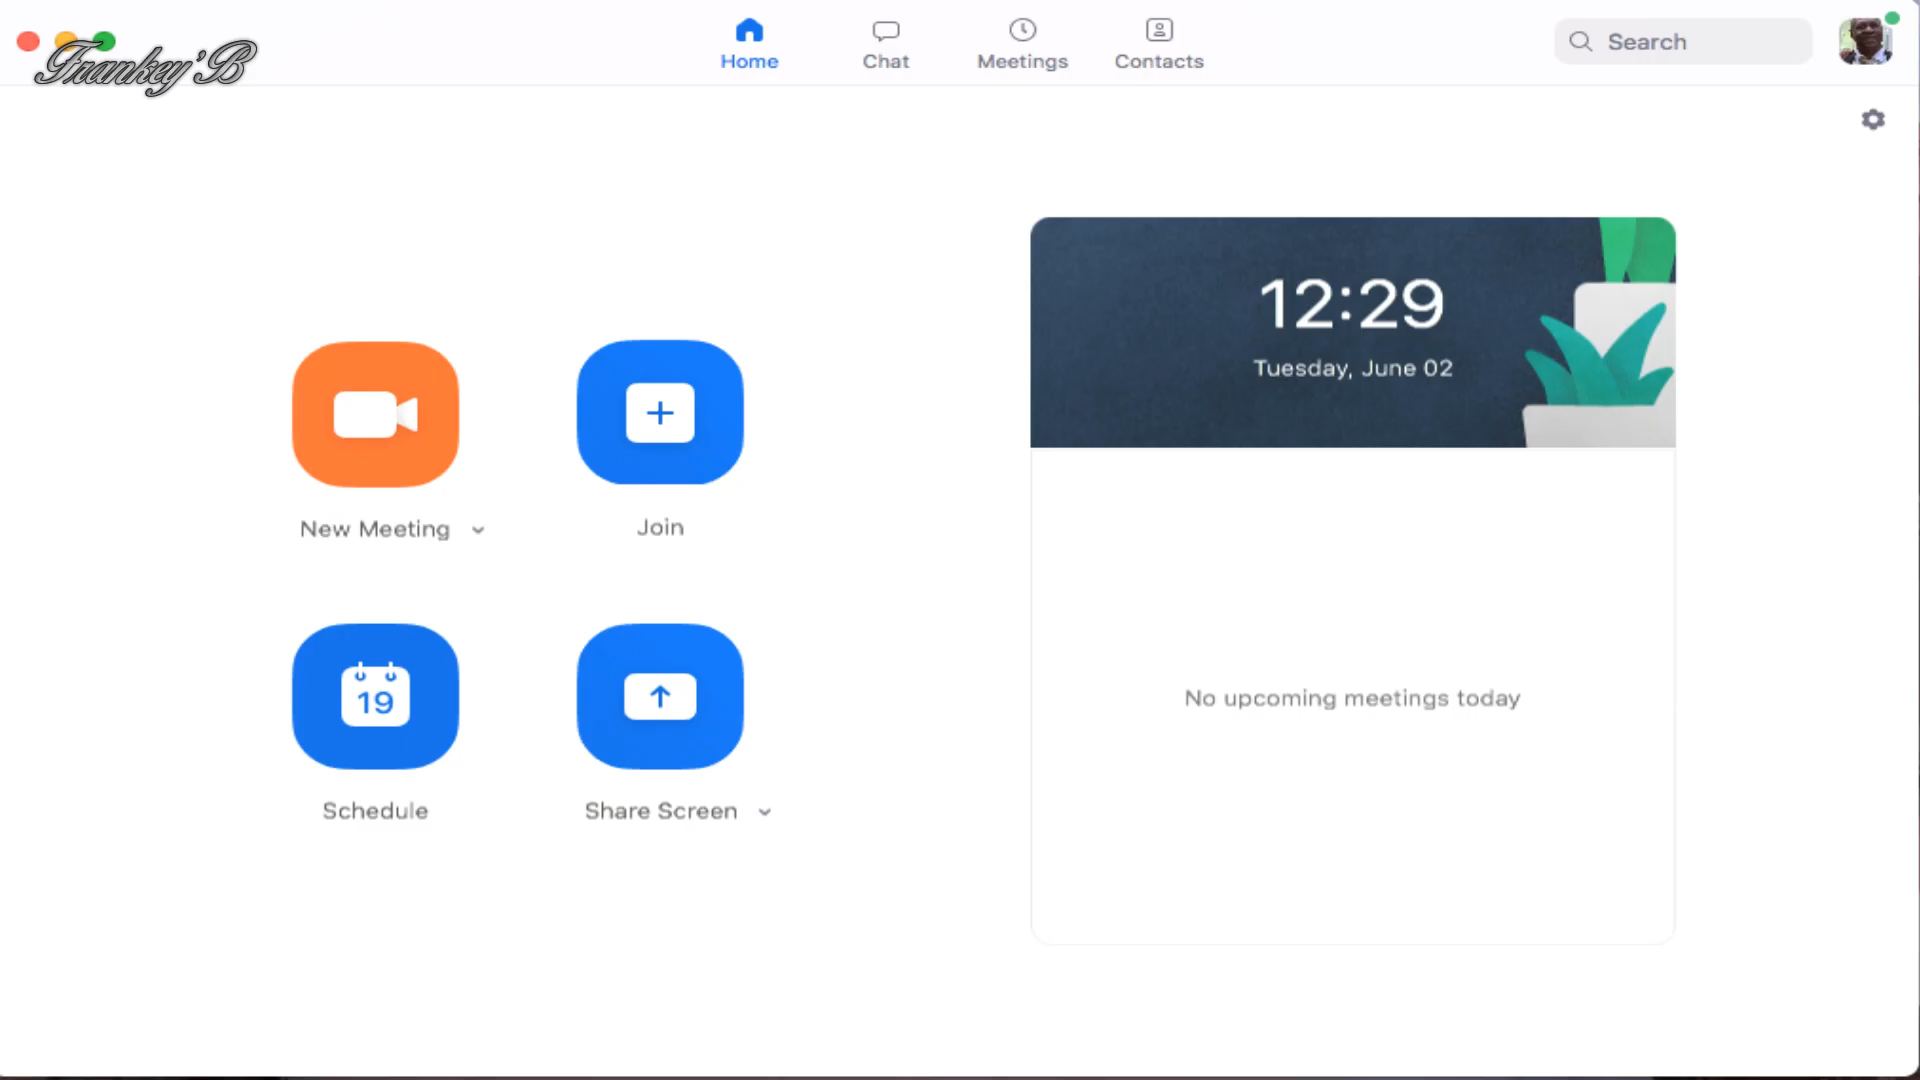 Frankey'B
Home
Chat
Meetings
Contacts
Search
12:29
Tuesday, June 02
New Meeting
Join
19
Schedule
Share Screen
No upcoming meetings today